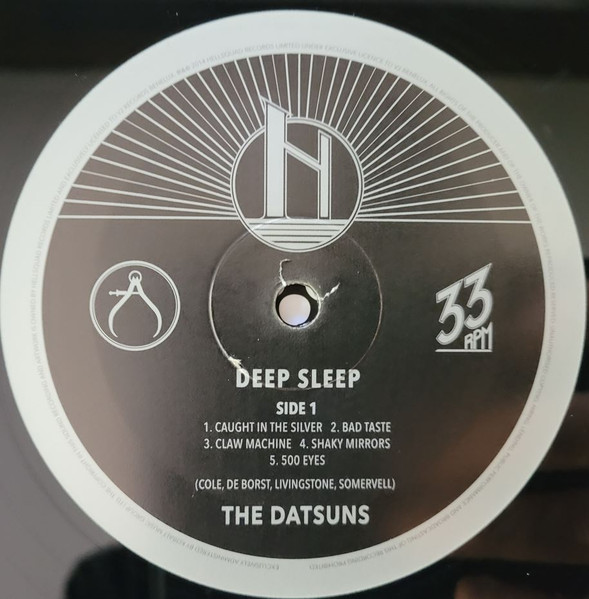 H
33
RPM
DEEP SLEEP
SIDE 1
1. CAUGHT IN THE SILVER 2. BAD TASTE
3. CLAW MACHINE 4. SHAKY MIRRORS
5. 500 EYES
(COLE, DE BORST, LIVINGSTONE, SOMERVELL)
THE DATSUNS